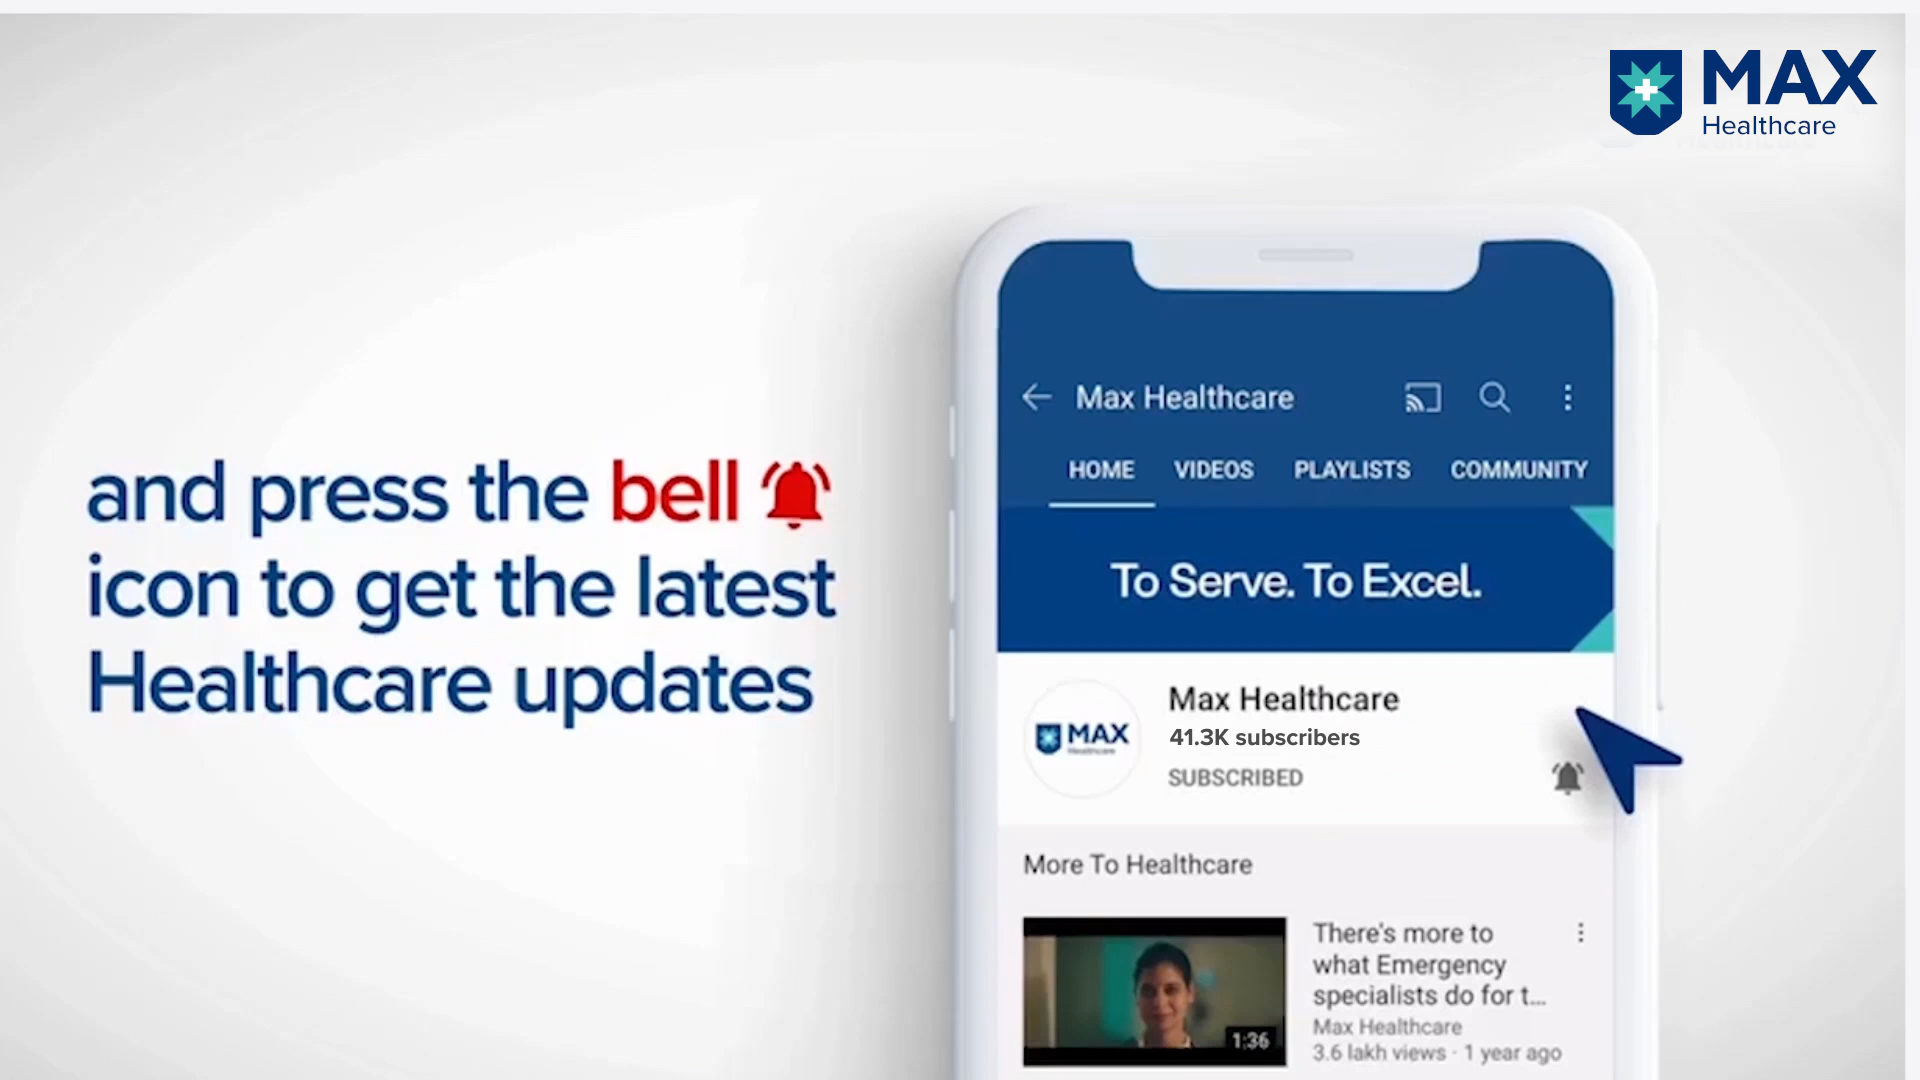 MAX
Healthcare
and press the bell
icon to get the latest
Healthcare updates
Max Healthcare
HOME VIDEOS PLAYLISTS COMMUNITY
To Serve. To Excel.
MAX
Healthcare
Max Healthcare
41.3K subscribers
SUBSCRIBED
More To Healthcare
1:36
There's more to
what Emergency
specialists do for t...
Max Healthcare
3.6 lakh views · 1 year ago